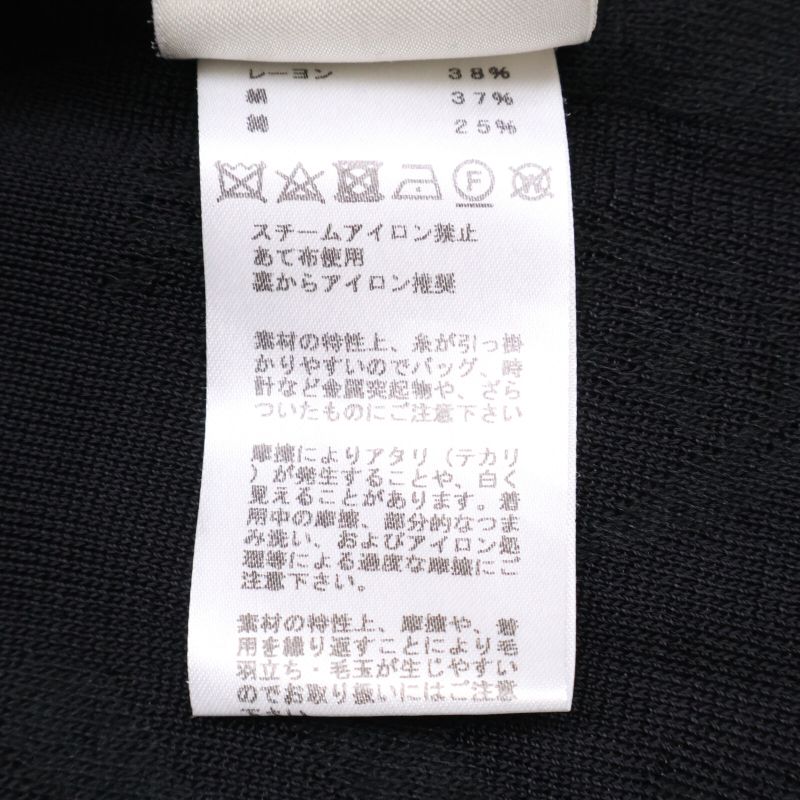 レーヨン 38%
絹 37%
綿 25%
F W
スチームアイロン禁止
あて布使用
裏からアイロン推奨
素材の特性上、糸が引っ掛
かりやすいのでバッグ、時
計など金属突起物や、ざら
ついたものにご注意下さい
摩擦によりアタリ(テカリ
)が発生することや、白く
見えることがあります。着
用中の摩擦、部分的なつま
み洗い、およびアイロン処
理等による過度な摩擦にご
注意下さい。
素材の特性上、摩擦や、着
用を繰り返すことにより毛
羽立ち・毛玉が生じやすい
のでお取り扱いにはご注意
下さい